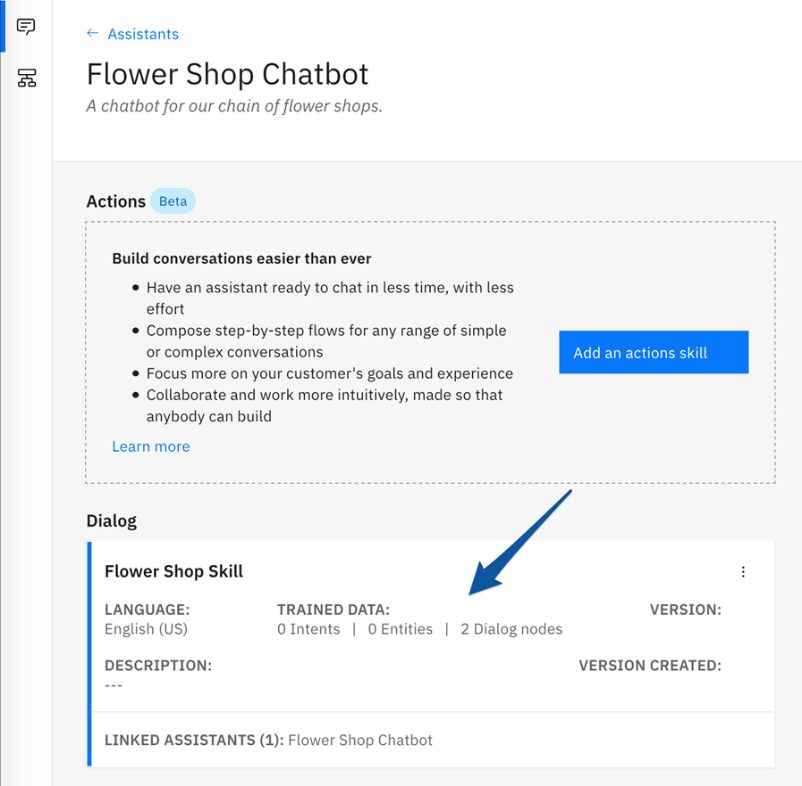 ← Assistants
Flower Shop Chatbot
A chatbot for our chain of flower shops.
Actions Beta
Build conversations easier than ever
• Have an assistant ready to chat in less time, with less
effort
• Compose step-by-step flows for any range of simple
or complex conversations
• Focus more on your customer's goals and experience
• Collaborate and work more intuitively, made so that
anybody can build
Learn more
Add an actions skill
Dialog
Flower Shop Skill
LANGUAGE:
English (US)
TRAINED DATA:
0 Intents | 0 Entities | 2 Dialog nodes
VERSION:
DESCRIPTION:
---
VERSION CREATED:
LINKED ASSISTANTS (1): Flower Shop Chatbot